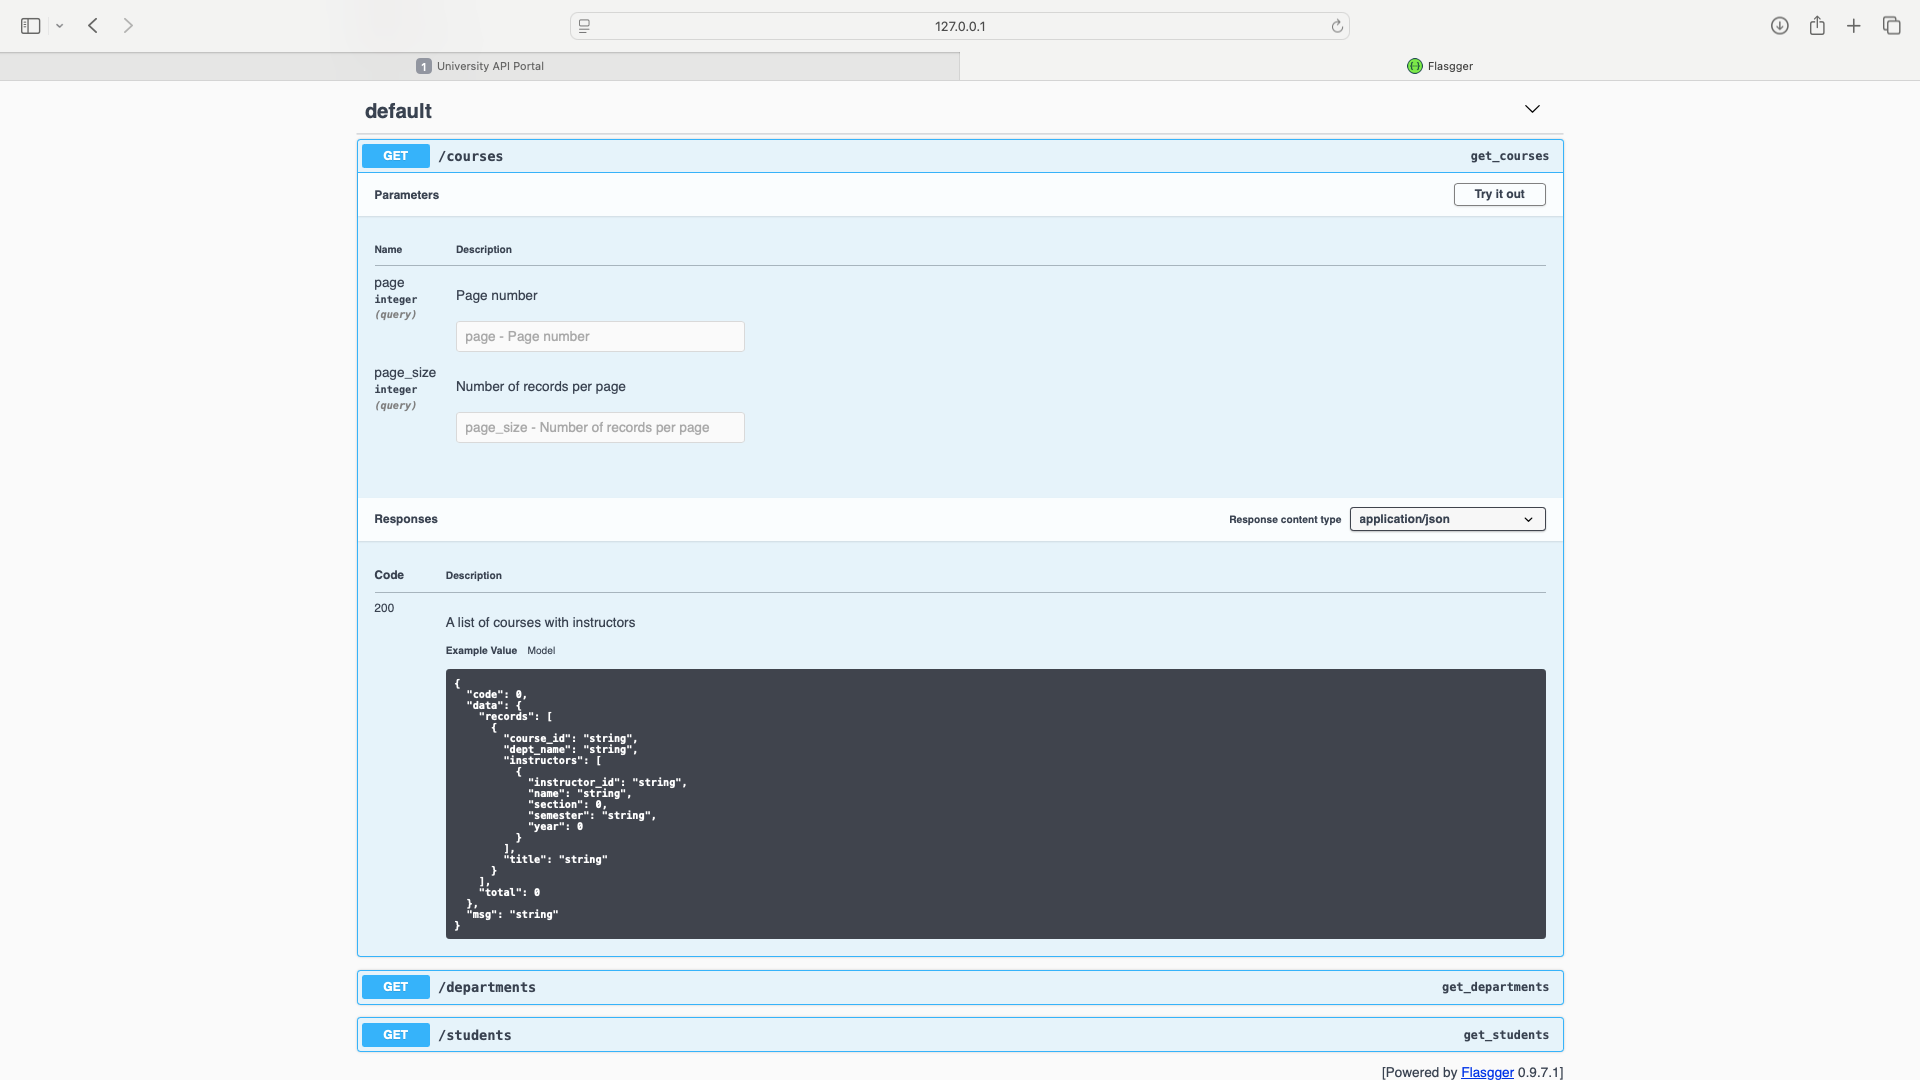 127.0.0.1
1 University API Portal
Flasgger
default
GET /courses get_courses
Parameters Try it out
Name Description
page
integer
(query)
Page number
page - Page number
page_size
integer
(query)
Number of records per page
page_size - Number of records per page
Responses Response content type application/json
Code Description
200
A list of courses with instructors
Example Value Model
{
  "code": 0,
  "data": {
    "records": [
      {
        "course_id": "string",
        "dept_name": "string",
        "instructors": [
          {
            "instructor_id": "string",
            "name": "string",
            "section": 0,
            "semester": "string",
            "year": 0
          }
        ],
        "title": "string"
      }
    ],
    "total": 0
  },
  "msg": "string"
}
GET /departments get_departments
GET /students get_students
[Powered by Flasgger 0.9.7.1]